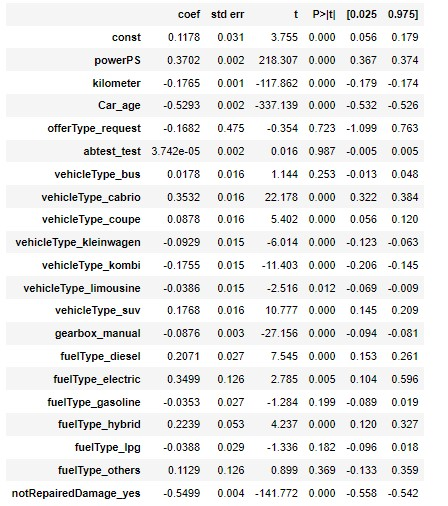 coef std err t P>|t| [0.025 0.975]
const 0.1178 0.031 3.755 0.000 0.056 0.179
powerPS 0.3702 0.002 218.307 0.000 0.367 0.374
kilometer -0.1765 0.001 -117.862 0.000 -0.179 -0.174
Car_age -0.5293 0.001 -337.139 0.000 -0.532 -0.526
offerType_request -0.1682 0.475 -0.354 0.723 -1.099 0.763
abtest_test 3.742e-05 0.002 0.016 0.987 -0.005 0.005
vehicleType_bus 0.0178 0.016 1.144 0.253 -0.013 0.048
vehicleType_cabrio 0.3532 0.016 22.178 0.000 0.322 0.384
vehicleType_coupe 0.0878 0.016 5.402 0.000 0.056 0.120
vehicleType_kleinwagen -0.0929 0.015 -6.014 0.000 -0.123 -0.063
vehicleType_kombi -0.1755 0.015 -11.403 0.000 -0.206 -0.145
vehicleType_limousine -0.0386 0.015 -2.516 0.012 -0.069 -0.009
vehicleType_suv 0.1768 0.016 10.777 0.000 0.145 0.209
gearbox_manual -0.0876 0.003 -27.156 0.000 -0.094 -0.081
fuelType_diesel 0.2071 0.027 7.545 0.000 0.153 0.261
fuelType_electric 0.3499 0.126 2.785 0.005 0.104 0.596
fuelType_gasoline -0.0353 0.027 -1.284 0.199 -0.089 0.019
fuelType_hybrid 0.2239 0.053 4.237 0.000 0.120 0.327
fuelType_lpg -0.0388 0.029 -1.336 0.182 -0.096 0.018
fuelType_others 0.1129 0.126 0.899 0.369 -0.133 0.359
notRepairedDamage_yes -0.5499 0.004 -141.772 0.000 -0.558 -0.542